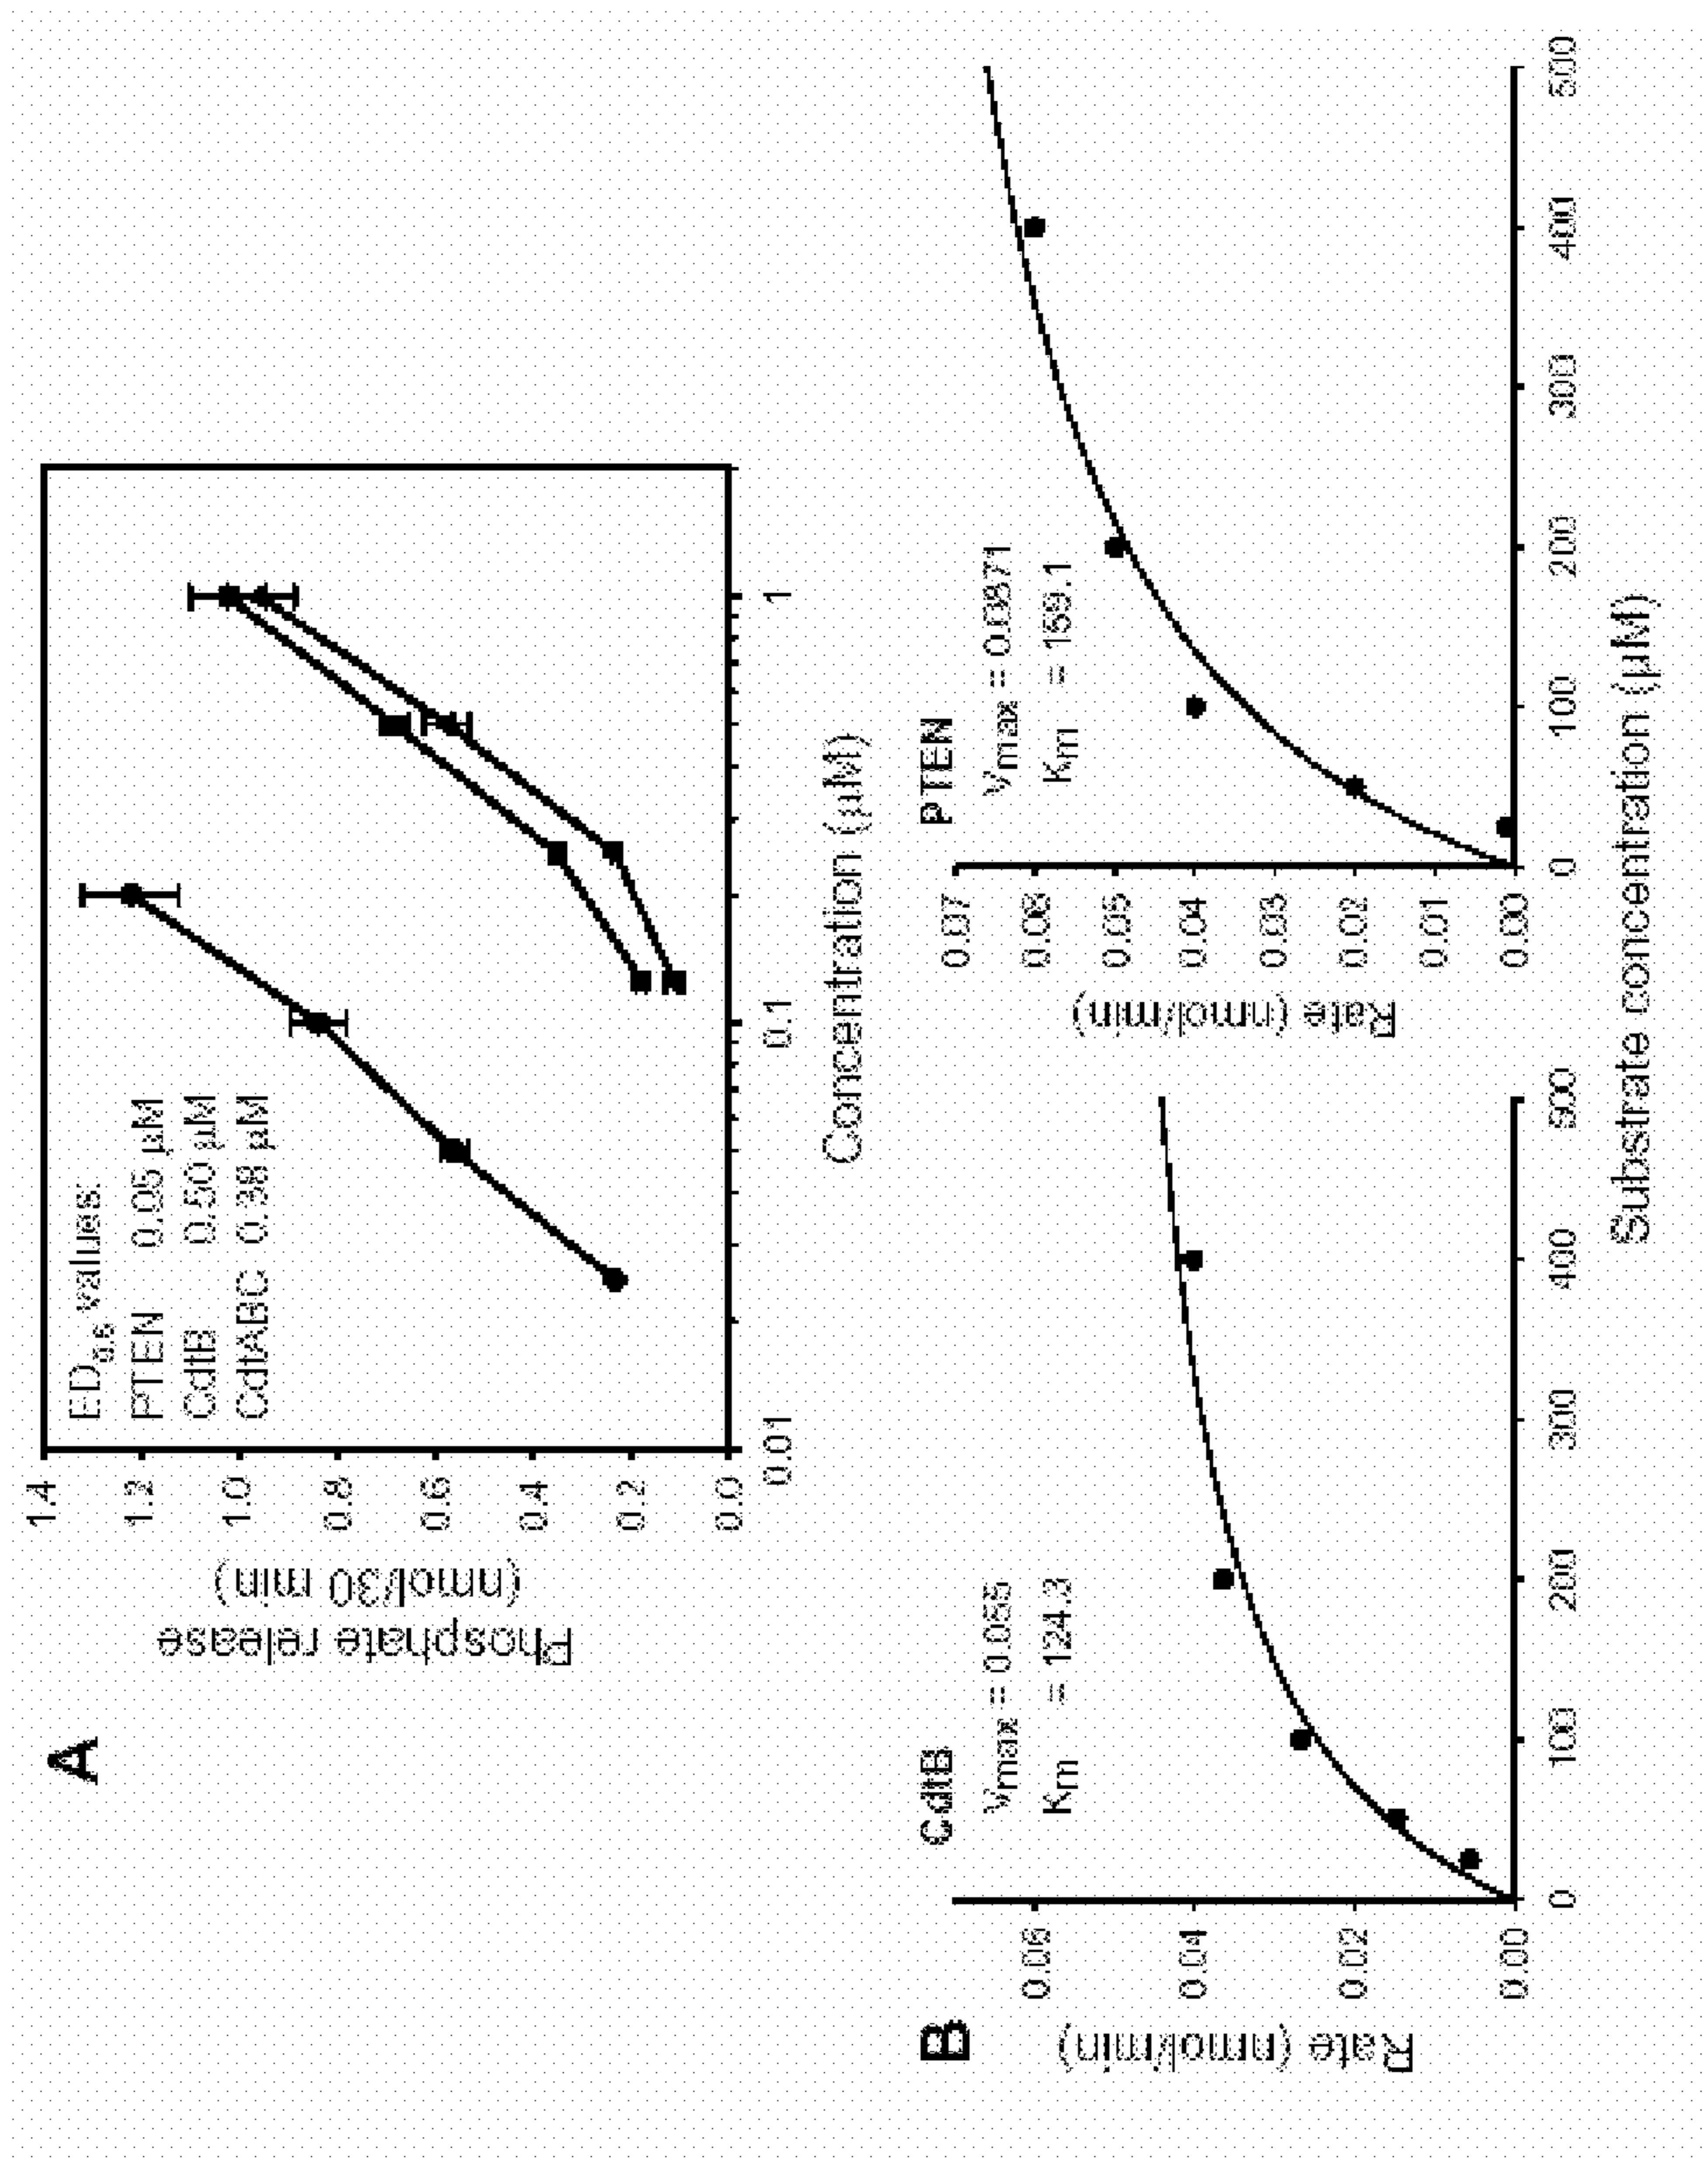 A
Phosphate release
(nmol/30 min)
1.4
1.2
1.0
0.8
0.6
0.4
0.2
0.0
ED0.5 values:
PTEN 0.05 µM
CdtB 0.50 µM
CdtABC 0.38 µM
0.01 0.1 1
Concentration (µM)
B
CdtB
Vmax = 0.055
Km = 124.3
Rate (nmol/min)
0.06
0.04
0.02
0.00
0 100 200 300 400 500
PTEN
Vmax = 0.0871
Km = 159.1
Rate (nmol/min)
0.07
0.06
0.05
0.04
0.03
0.02
0.01
0.00
0 100 200 300 400 500
Substrate concentration (µM)